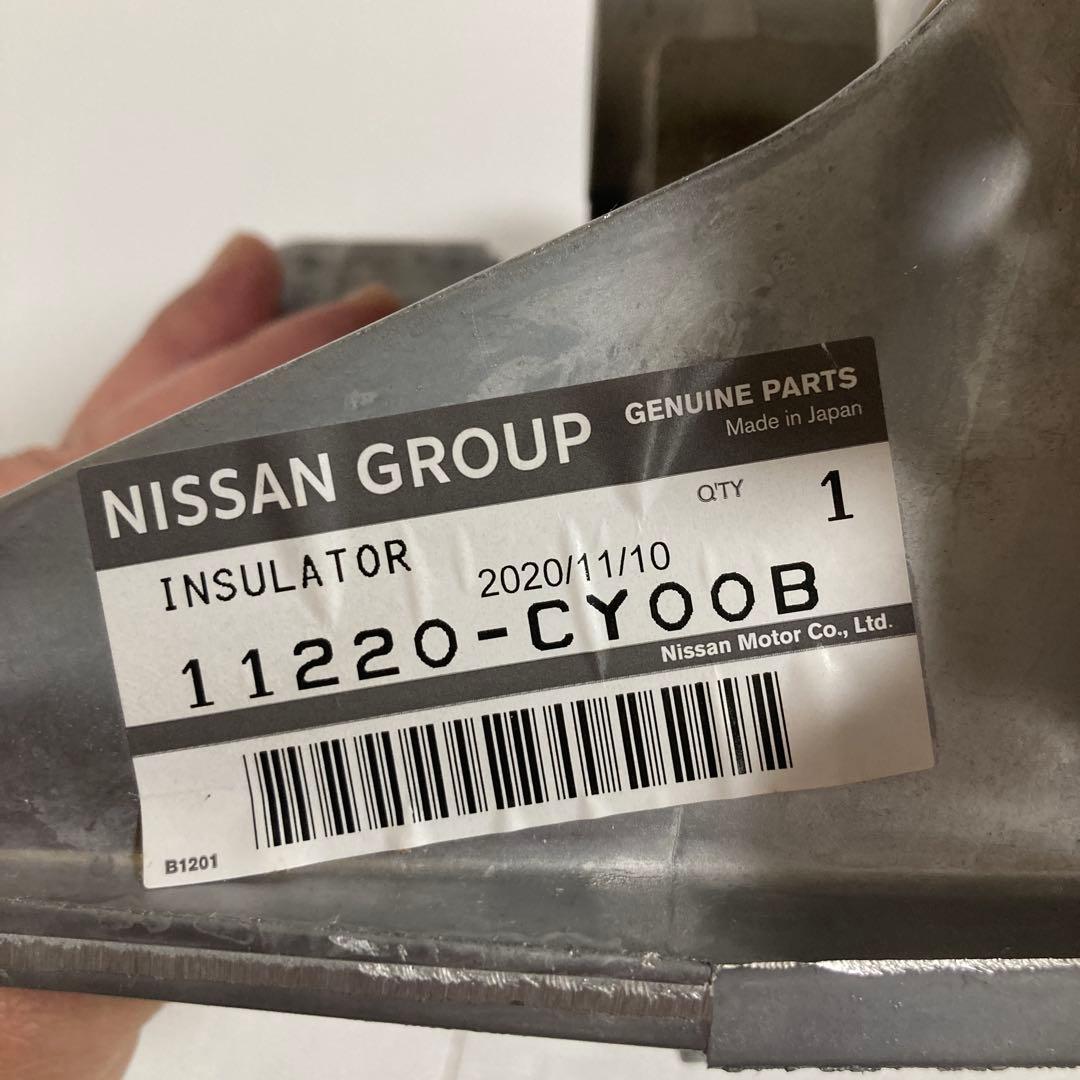 NISSAN GROUP
GENUINE PARTS
Made in Japan
INSULATOR
2020/11/10
Q'TY 1
11220-CY00B
Nissan Motor Co., Ltd.
B1201